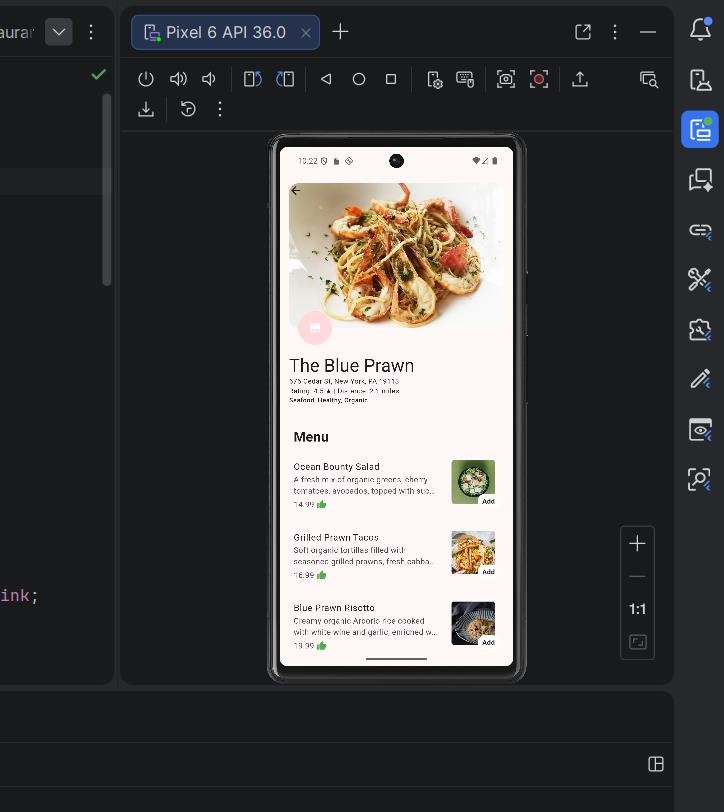 Pixel 6 API 36.0
10:22
The Blue Prawn
676 Cedar St, New York, PA 19113
Rating: 4.5 ★ | Distance: 2.1 miles
Seafood, Healthy, Organic
Menu
Ocean Bounty Salad
A fresh mix of organic greens, cherry
tomatoes, avocados, topped with suc...
14.99
Add
Grilled Prawn Tacos
Soft organic tortillas filled with
seasoned grilled prawns, fresh cabba...
16.99
Add
Blue Prawn Risotto
Creamy organic Arborio rice cooked
with white wine and garlic, enriched w...
19.99
Add
ink;
1:1